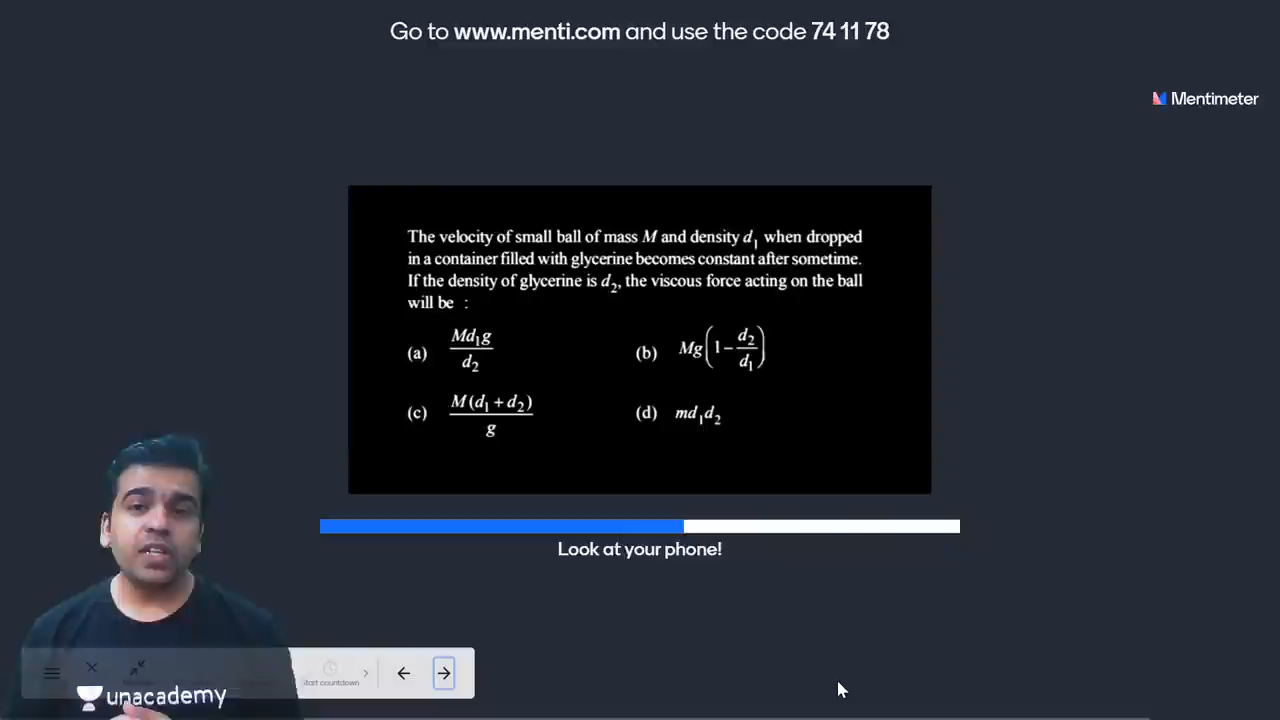 Go to www.menti.com and use the code 74 11 78
Mentimeter
The velocity of small ball of mass M and density d₁ when dropped
in a container filled with glycerine becomes constant after sometime.
If the density of glycerine is d₂, the viscous force acting on the ball
will be :
(a) Md₁g/d₂
(b) Mg(1−d₂/d₁)
(c) M(d₁+d₂)/g
(d) md₁d₂
Look at your phone!
Start countdown
unacademy